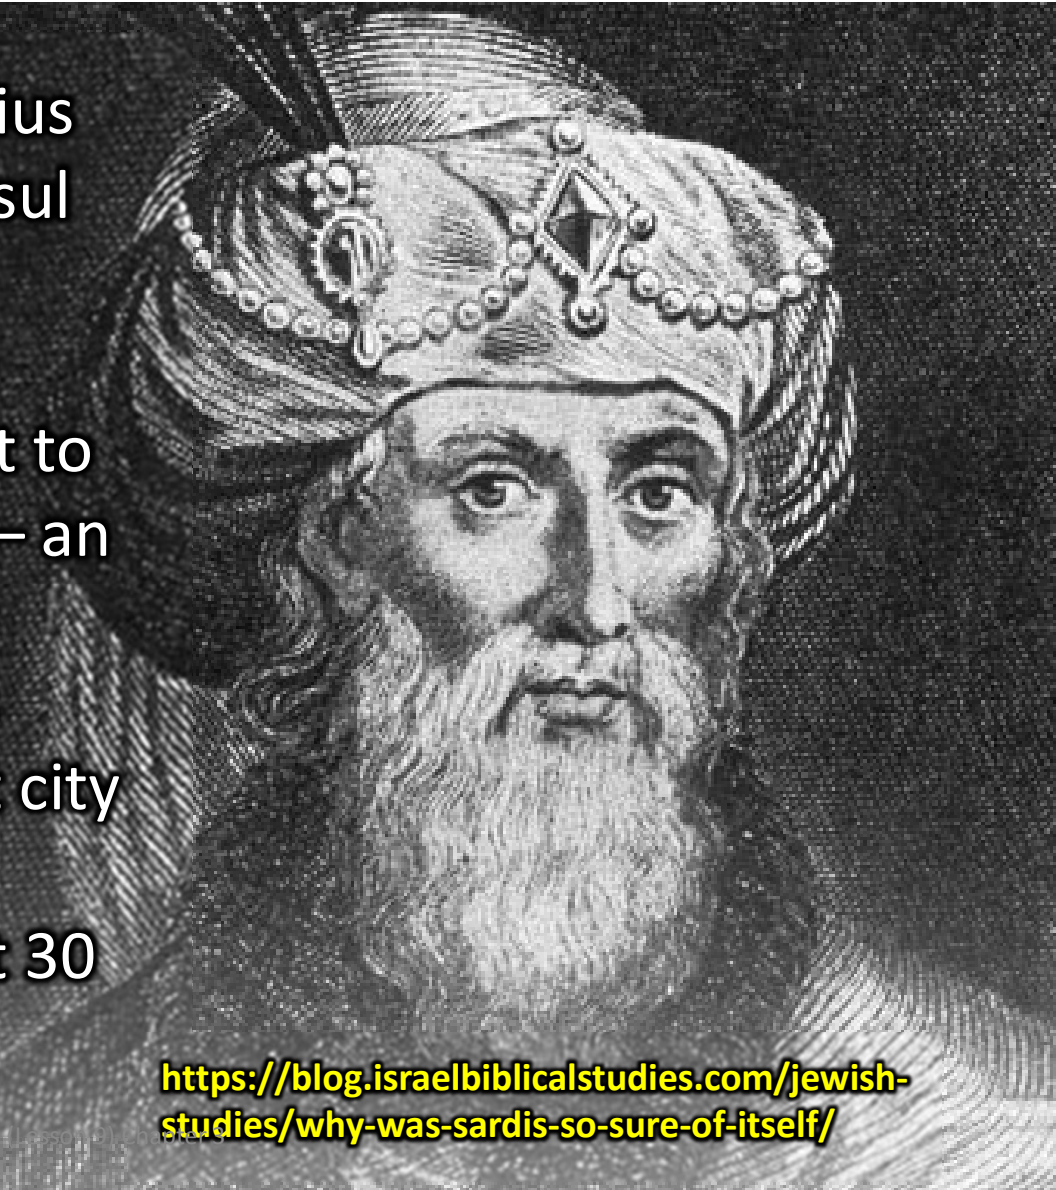 ius
sul
t to
– an
t city
t 30
https://blog.israelbiblicalstudies.com/jewish-
studies/why-was-sardis-so-sure-of-itself/